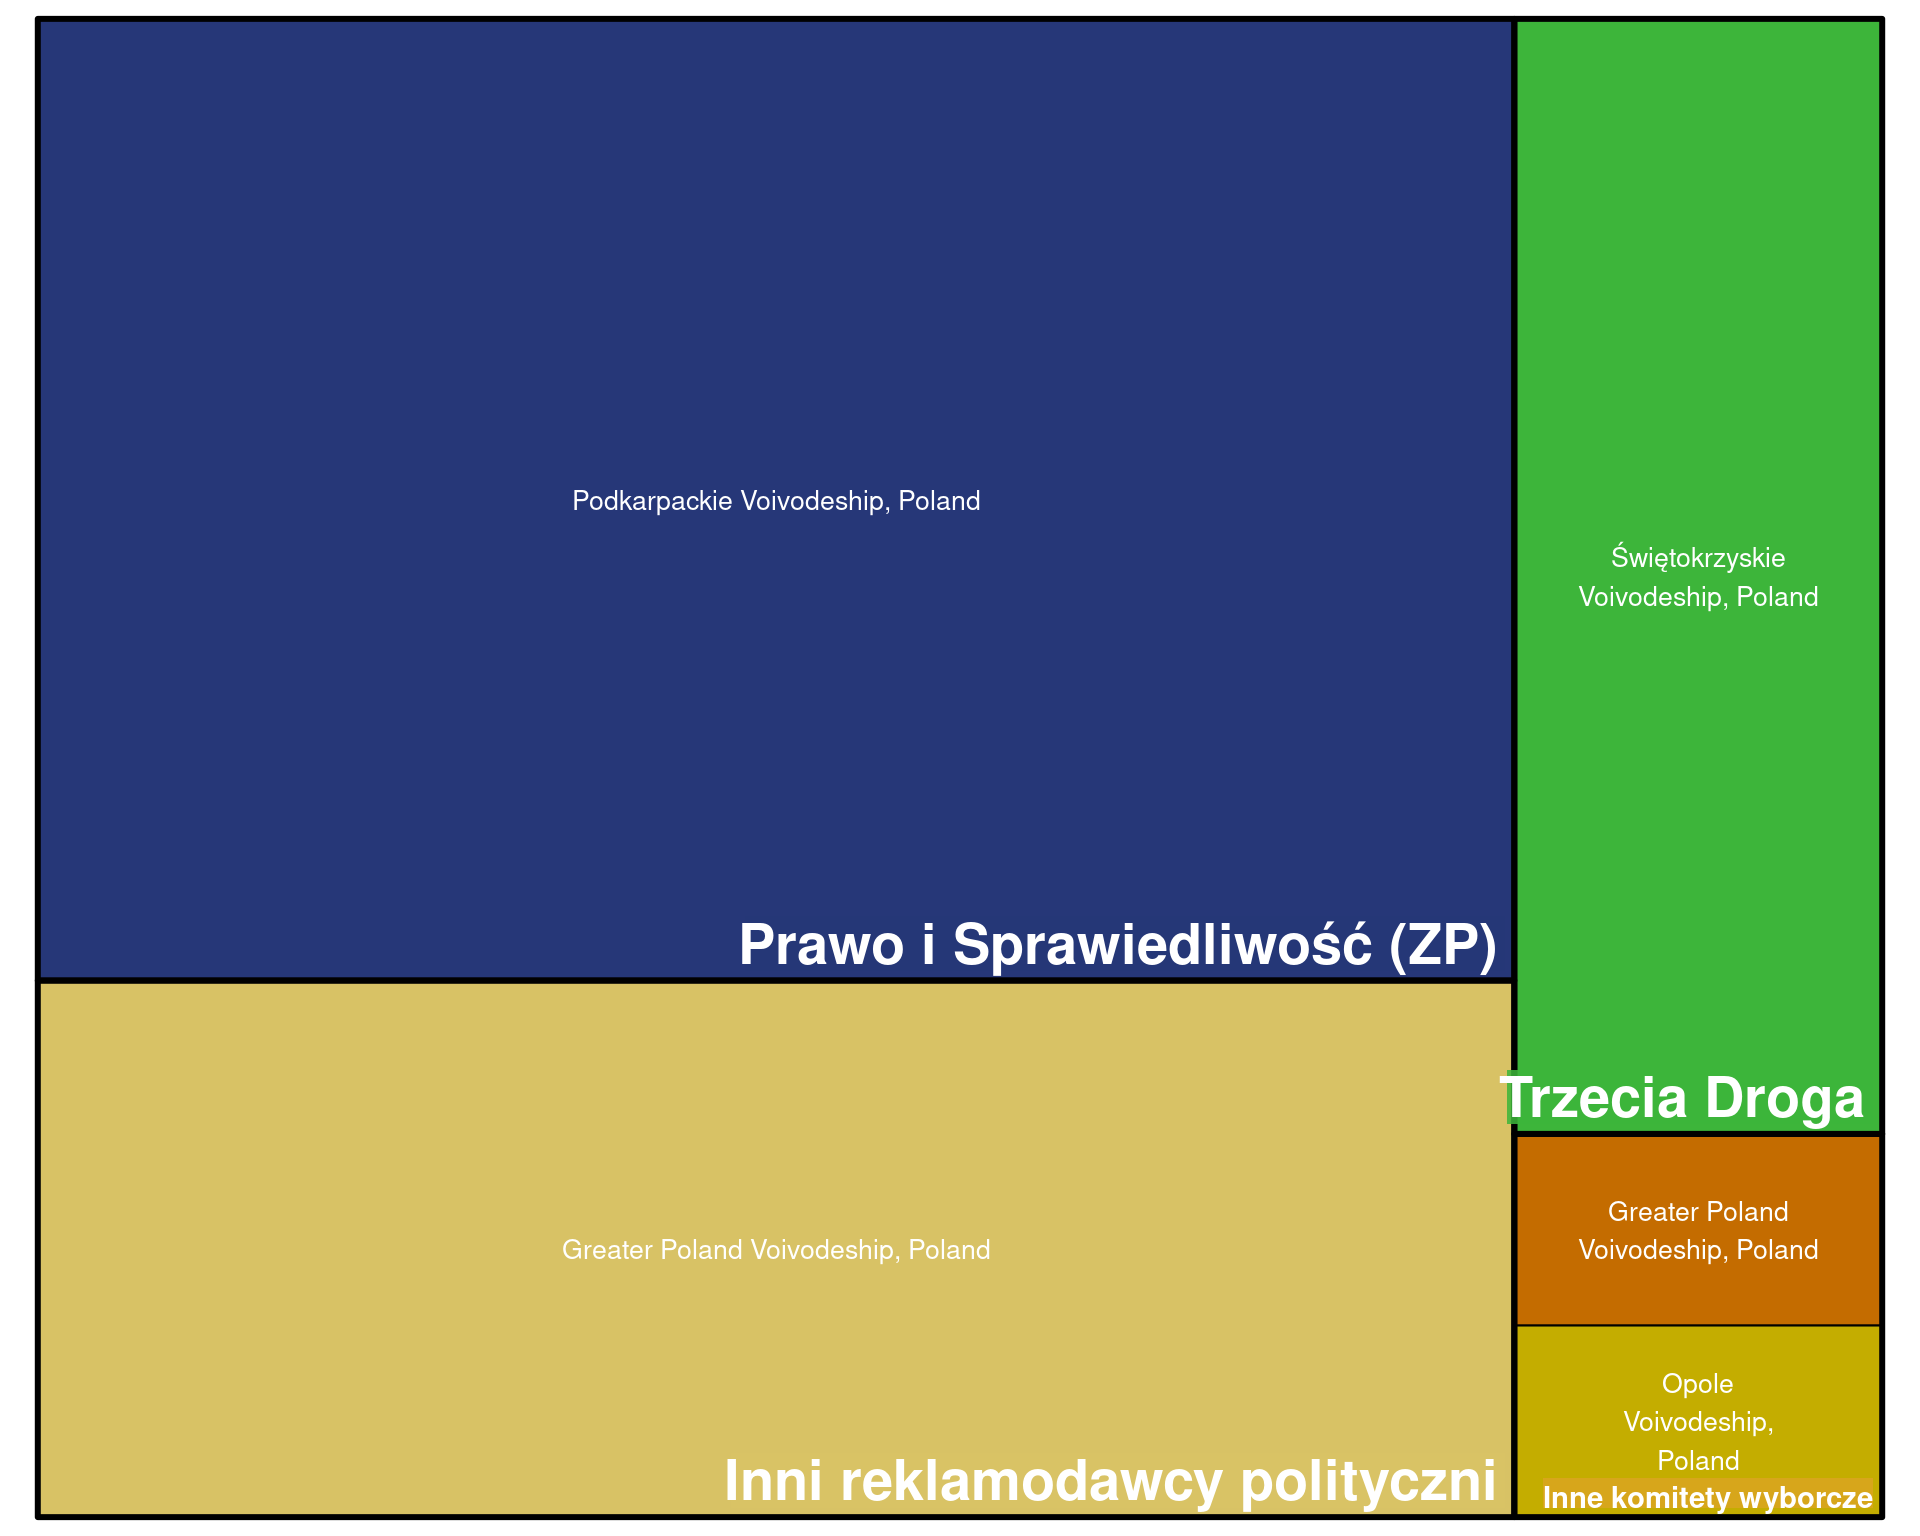 Podkarpackie Voivodeship, Poland
Prawo i Sprawiedliwość (ZP)
Greater Poland Voivodeship, Poland
Inni reklamodawcy polityczni
Świętokrzyskie
Voivodeship, Poland
Trzecia Droga
Greater Poland
Voivodeship, Poland
Opole
Voivodeship,
Poland
Inne komitety wyborcze